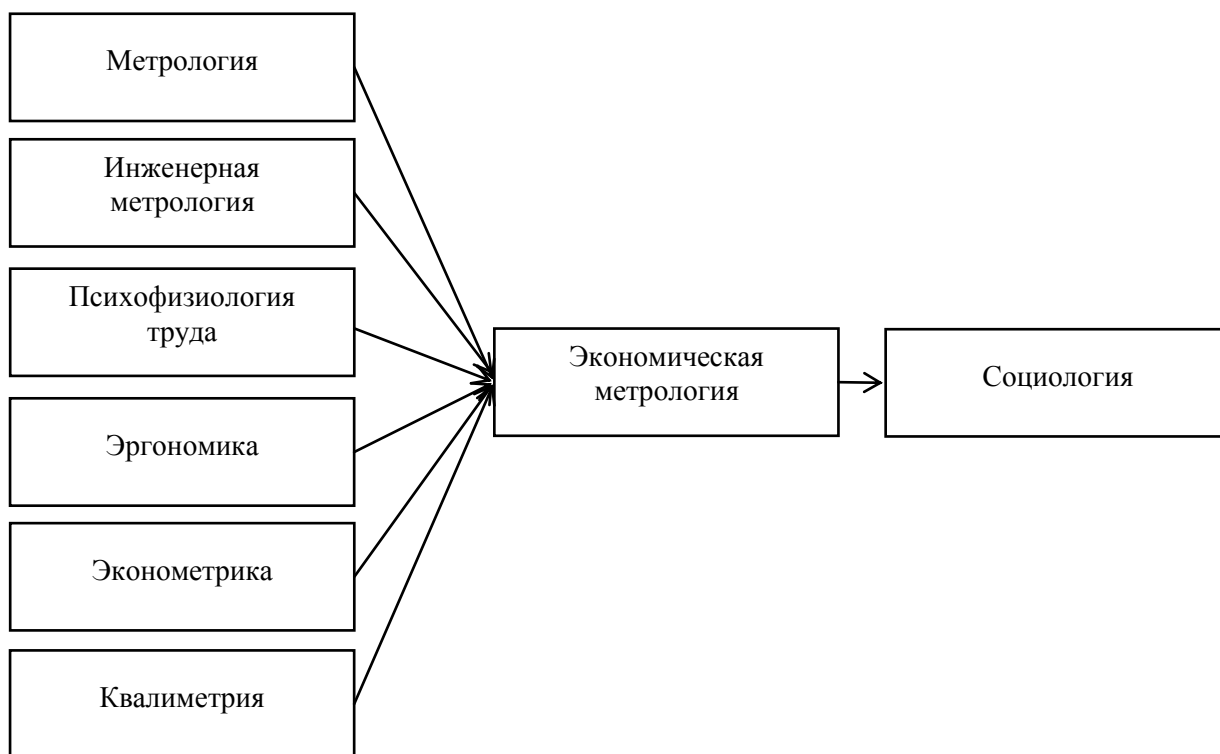 Метрология
Инженерная
метрология
Психофизиология
труда
Эргономика
Эконометрика
Квалиметрия
Экономическая
метрология
Социология